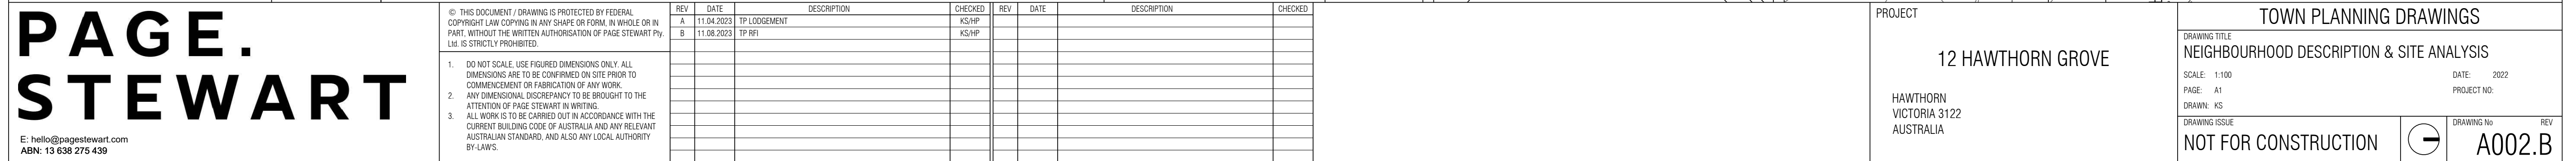 PAGE.
STEWART
E: hello@pagestewart.com
ABN: 13 638 275 439
© THIS DOCUMENT / DRAWING IS PROTECTED BY FEDERAL
COPYRIGHT LAW COPYING IN ANY SHAPE OR FORM, IN WHOLE OR IN
PART, WITHOUT THE WRITTEN AUTHORISATION OF PAGE STEWART Pty.
Ltd. IS STRICTLY PROHIBITED.
1. DO NOT SCALE, USE FIGURED DIMENSIONS ONLY. ALL
DIMENSIONS ARE TO BE CONFIRMED ON SITE PRIOR TO
COMMENCEMENT OR FABRICATION OF ANY WORK.
2. ANY DIMENSIONAL DISCREPANCY TO BE BROUGHT TO THE
ATTENTION OF PAGE STEWART IN WRITING.
3. ALL WORK IS TO BE CARRIED OUT IN ACCORDANCE WITH THE
CURRENT BUILDING CODE OF AUSTRALIA AND ANY RELEVANT
AUSTRALIAN STANDARD, AND ALSO ANY LOCAL AUTHORITY
BY-LAWS.
REV DATE DESCRIPTION CHECKED REV DATE DESCRIPTION CHECKED
A 11.04.2023 TP LODGEMENT KS/HP
B 11.08.2023 TP RFI KS/HP
PROJECT
12 HAWTHORN GROVE
HAWTHORN
VICTORIA 3122
AUSTRALIA
TOWN PLANNING DRAWINGS
DRAWING TITLE
NEIGHBOURHOOD DESCRIPTION & SITE ANALYSIS
SCALE: 1:100 DATE: 2022
PAGE: A1 PROJECT NO:
DRAWN: KS
DRAWING ISSUE DRAWING No REV
NOT FOR CONSTRUCTION A002.B